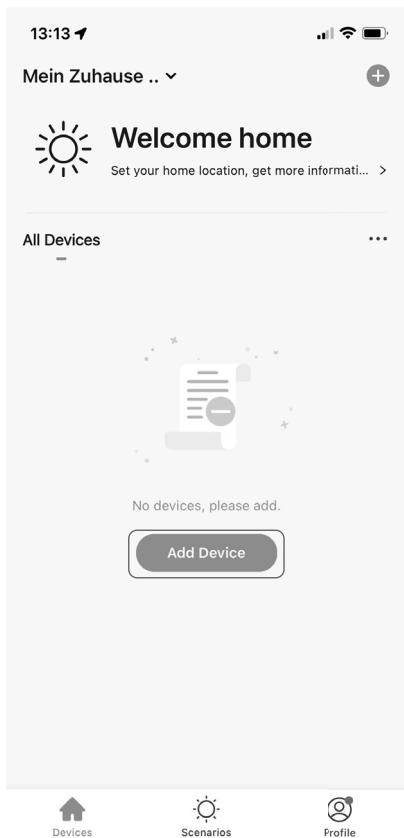 13:13
Mein Zuhause ..
Welcome home
Set your home location, get more informati...
All Devices
No devices, please add.
Add Device
Devices
Scenarios
Profile